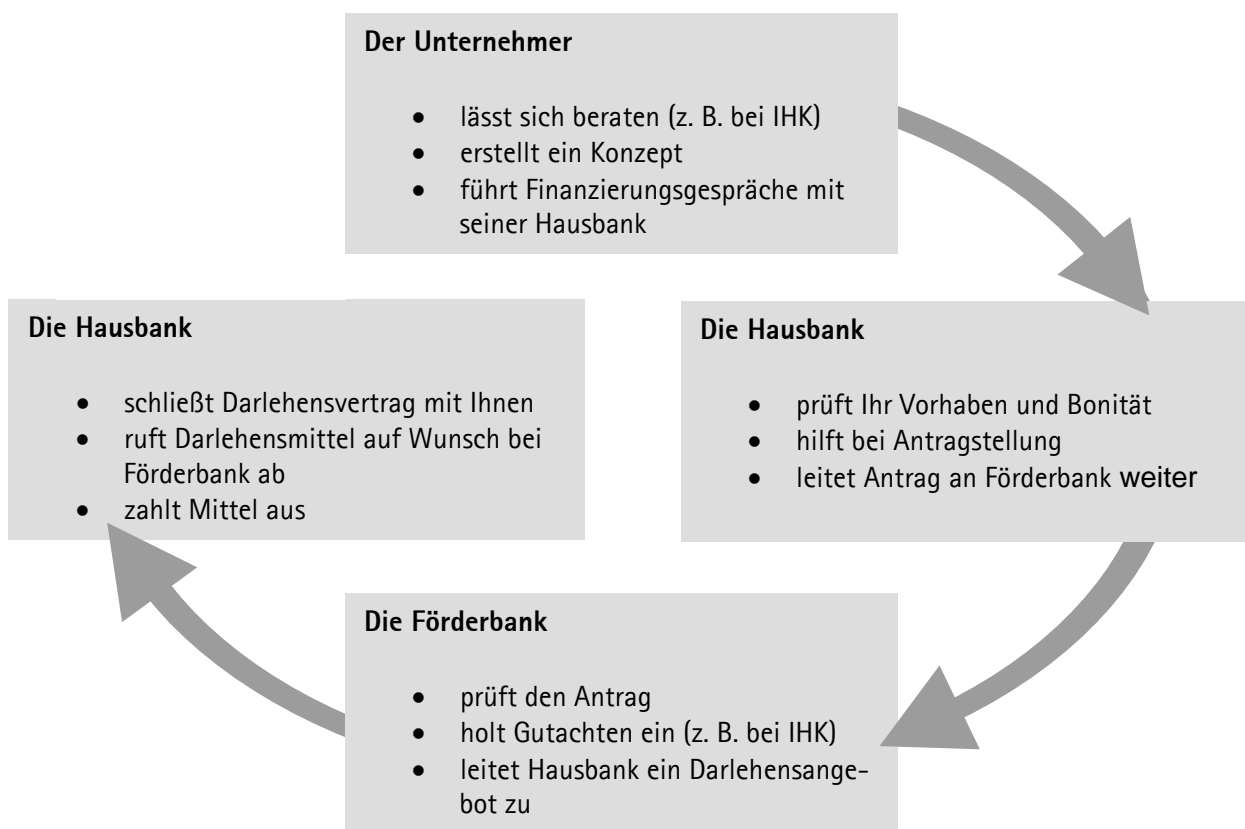 Der Unternehmer
• lässt sich beraten (z. B. bei IHK)
• erstellt ein Konzept
• führt Finanzierungsgespräche mit
seiner Hausbank
Die Hausbank
• prüft Ihr Vorhaben und Bonität
• hilft bei Antragstellung
• leitet Antrag an Förderbank weiter
Die Förderbank
• prüft den Antrag
• holt Gutachten ein (z. B. bei IHK)
• leitet Hausbank ein Darlehensange-
bot zu
Die Hausbank
• schließt Darlehensvertrag mit Ihnen
• ruft Darlehensmittel auf Wunsch bei
Förderbank ab
• zahlt Mittel aus